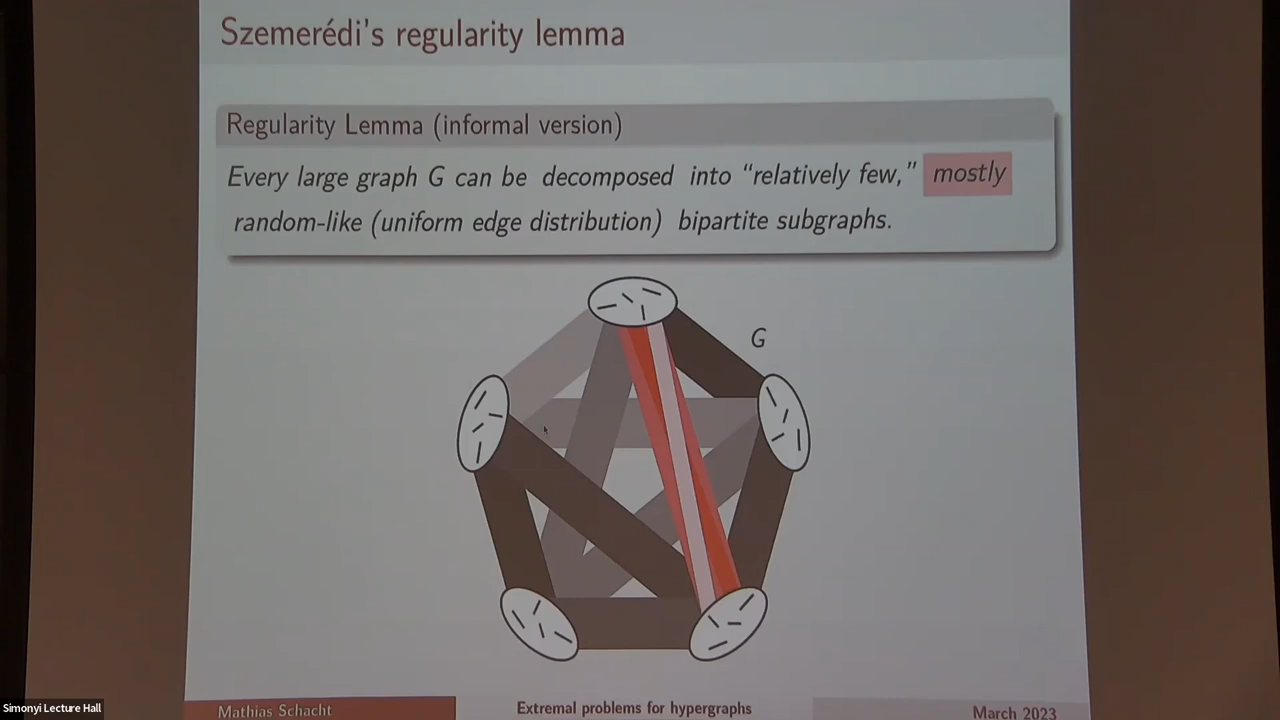 Szemerédi's regularity lemma
Regularity Lemma (informal version)
Every large graph G can be decomposed into “relatively few,” mostly
random-like (uniform edge distribution) bipartite subgraphs.
G
Simonyi Lecture Hall
Mathias Schacht
Extremal problems for hypergraphs
March 2023